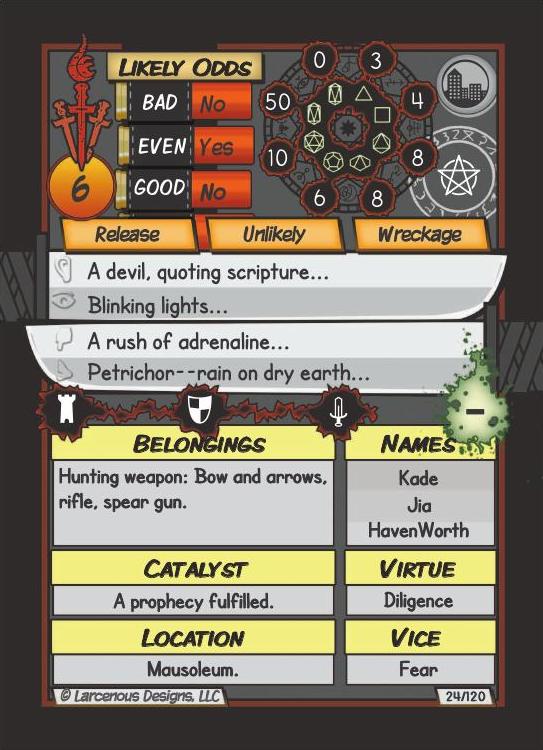 LIKELY ODDS
BAD No
EVEN Yes
GOOD No
6
0
3
50
4
10
8
6
8
Release Unlikely Wreckage
A devil, quoting scripture...
Blinking lights...
A rush of adrenaline...
Petrichor--rain on dry earth...
-
BELONGINGS
Hunting weapon: Bow and arrows,
rifle, spear gun.
NAMES
Kade
Jia
HavenWorth
CATALYST
A prophecy fulfilled.
VIRTUE
Diligence
LOCATION
Mausoleum.
VICE
Fear
© Larcenous Designs, LLC
24/120